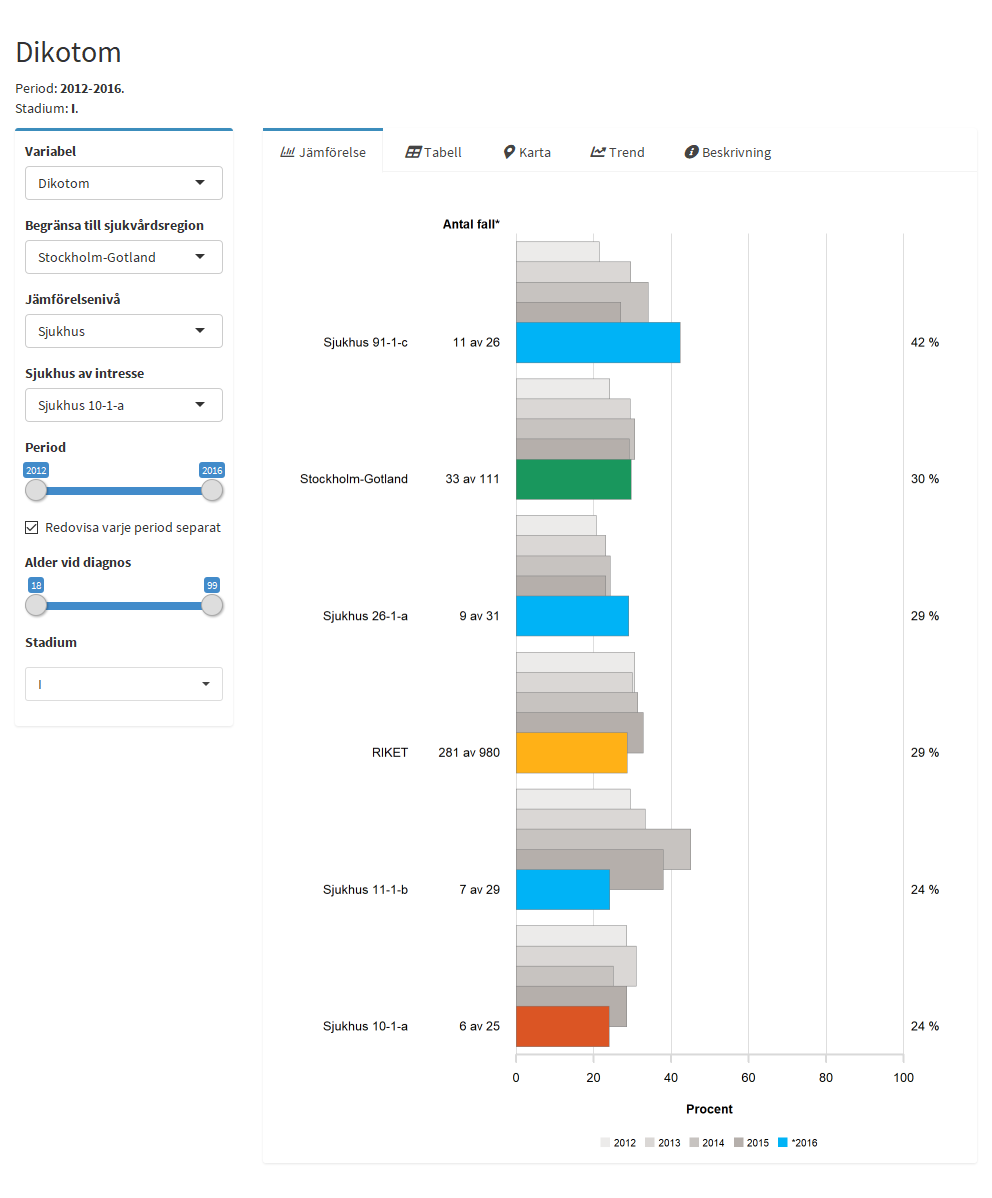 Dikotom
Period: 2012-2016.
Stadium: I.
Variabel
Dikotom
Begränsa till sjukvårdsregion
Stockholm-Gotland
Jämförelsenivå
Sjukhus
Sjukhus av intresse
Sjukhus 10-1-a
Period
2012 2016
Redovisa varje period separat
Alder vid diagnos
18 99
Stadium
I
Jämförelse Tabell Karta Trend Beskrivning
Antal fall*
Sjukhus 91-1-c 11 av 26 42 %
Stockholm-Gotland 33 av 111 30 %
Sjukhus 26-1-a 9 av 31 29 %
RIKET 281 av 980 29 %
Sjukhus 11-1-b 7 av 29 24 %
Sjukhus 10-1-a 6 av 25 24 %
0 20 40 60 80 100
Procent
2012 2013 2014 2015 *2016